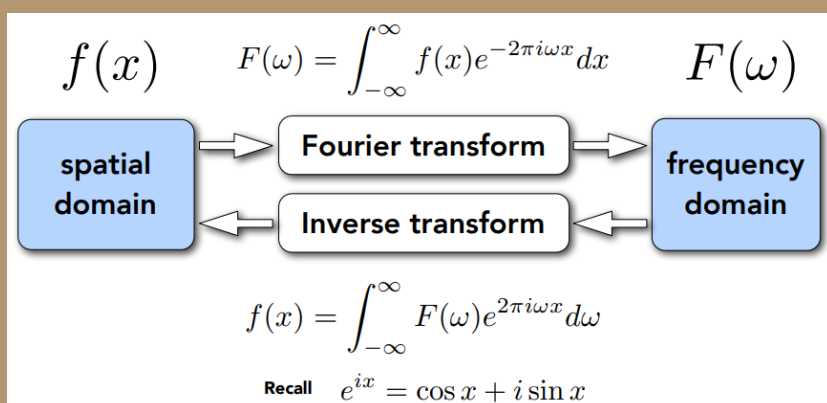 f(x)
F(ω) = ∫_{-∞}^{∞} f(x)e^{-2πiωx}dx
F(ω)
spatial
domain
Fourier transform
frequency
domain
Inverse transform
f(x) = ∫_{-∞}^{∞} F(ω)e^{2πiωx}dω
Recall e^{ix} = cos x + i sin x